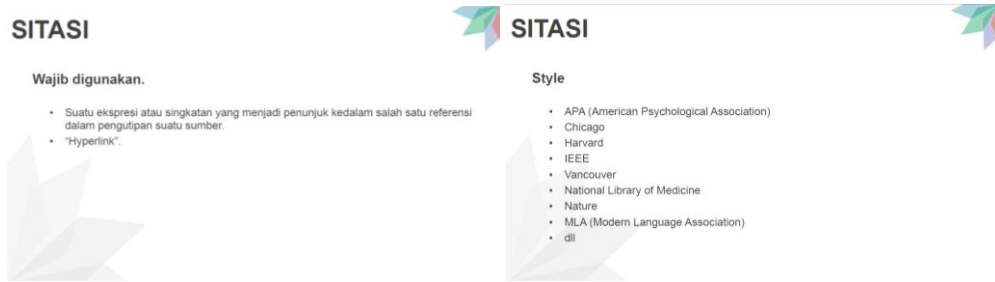 SITASI
Wajib digunakan.
• Suatu ekspresi atau singkatan yang menjadi penunjuk kedalam salah satu referensi
dalam pengutipan suatu sumber.
• “Hyperlink”.
SITASI
Style
• APA (American Psychological Association)
• Chicago
• Harvard
• IEEE
• Vancouver
• National Library of Medicine
• Nature
• MLA (Modern Language Association)
• dll